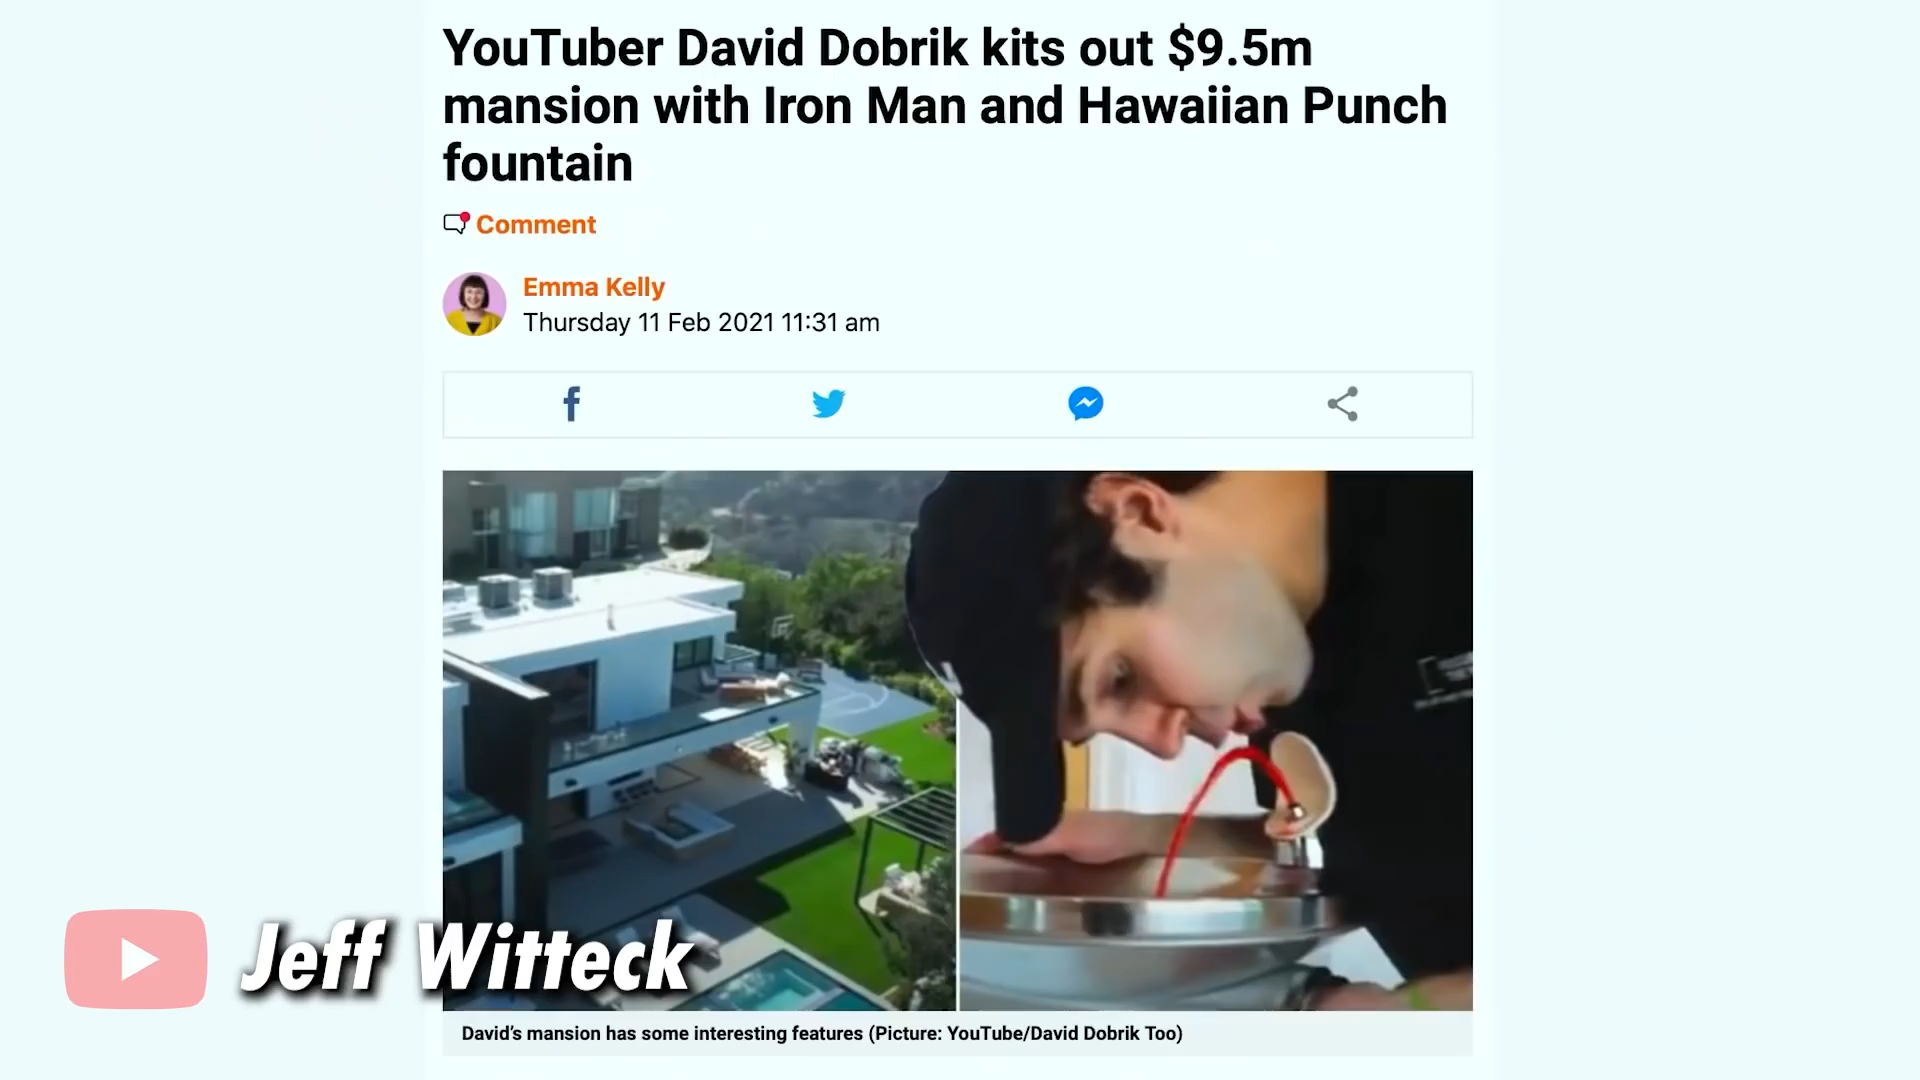 YouTuber David Dobrik kits out $9.5m
mansion with Iron Man and Hawaiian Punch
fountain
Comment
Emma Kelly
Thursday 11 Feb 2021 11:31 am
Jeff Witteck
David's mansion has some interesting features (Picture: YouTube/David Dobrik Too)